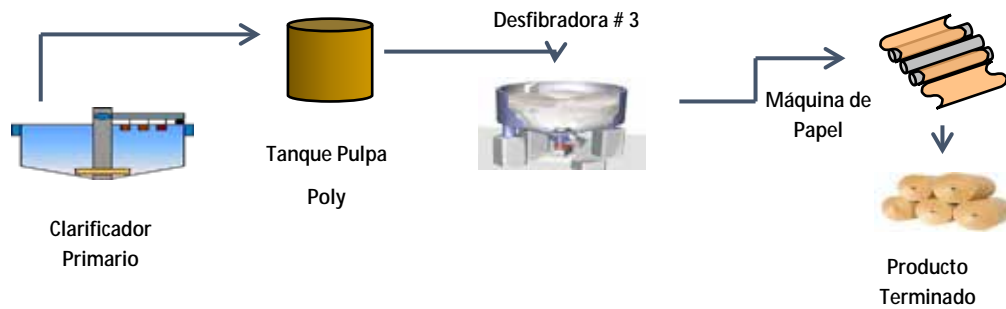 Desfibradora # 3
Máquina de
Papel
Tanque Pulpa
Poly
Clarificador
Primario
Producto
Terminado